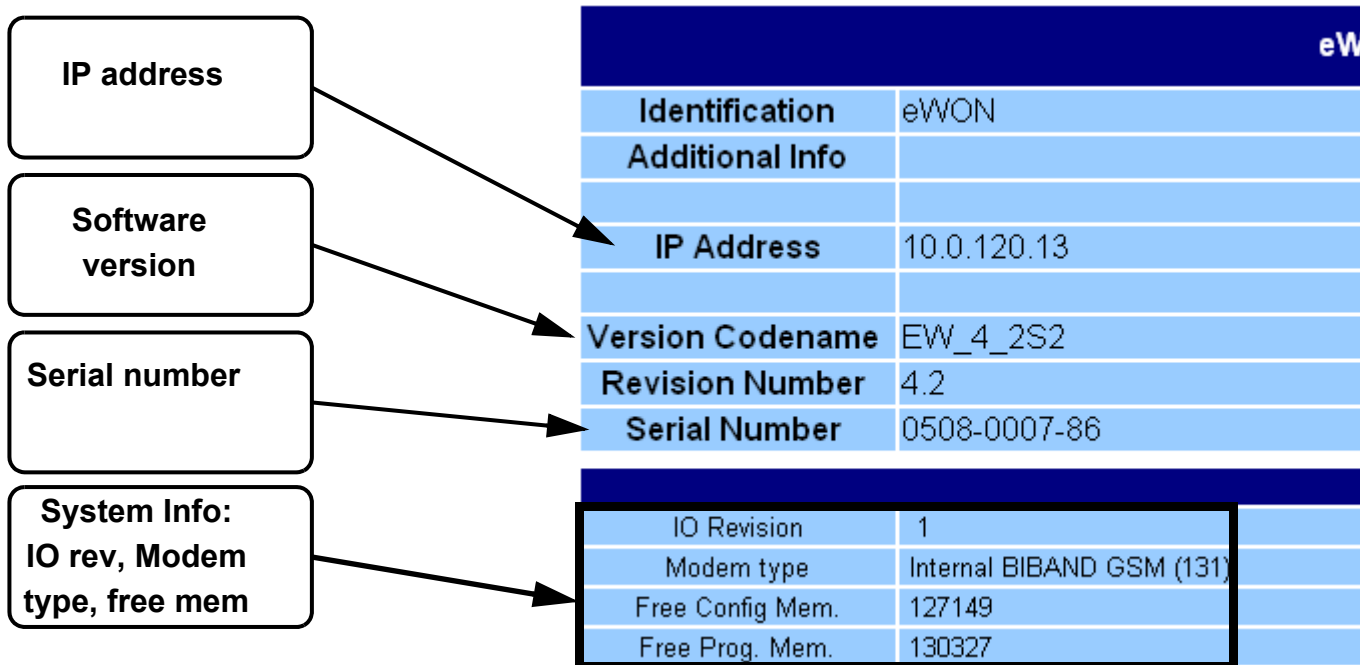 IP address
Software
version
Serial number
System Info:
IO rev, Modem
type, free mem
eW
Identification eWON
Additional Info
IP Address 10.0.120.13
Version Codename EW_4_2S2
Revision Number 4.2
Serial Number 0508-0007-86
IO Revision 1
Modem type Internal BIBAND GSM (131)
Free Config Mem. 127149
Free Prog. Mem. 130327